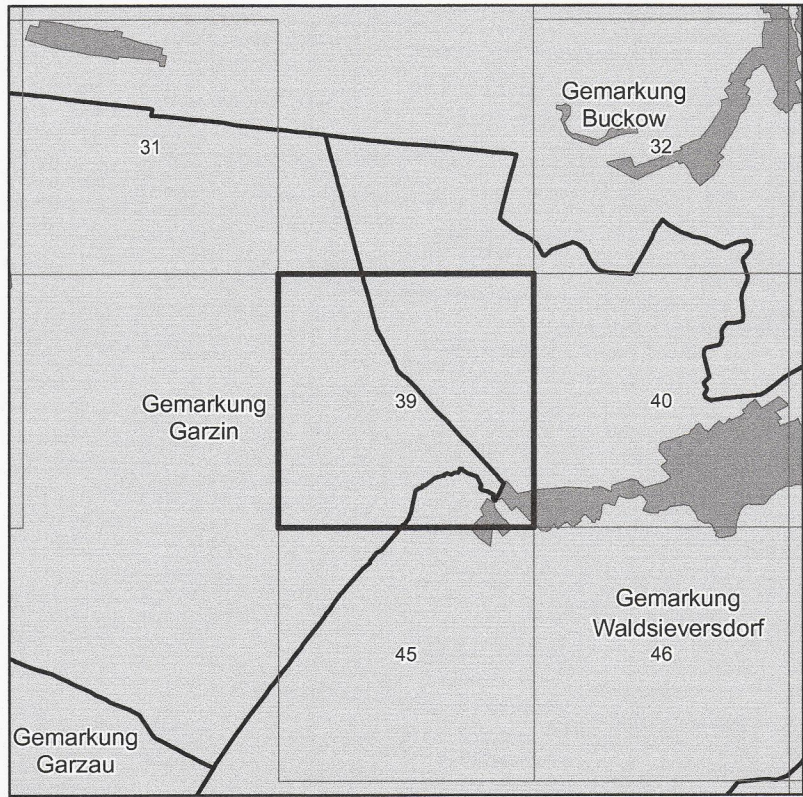 Gemarkung
Buckow
31
32
Gemarkung
Garzin
39
40
Gemarkung
Waldsieversdorf
45
46
Gemarkung
Garzau